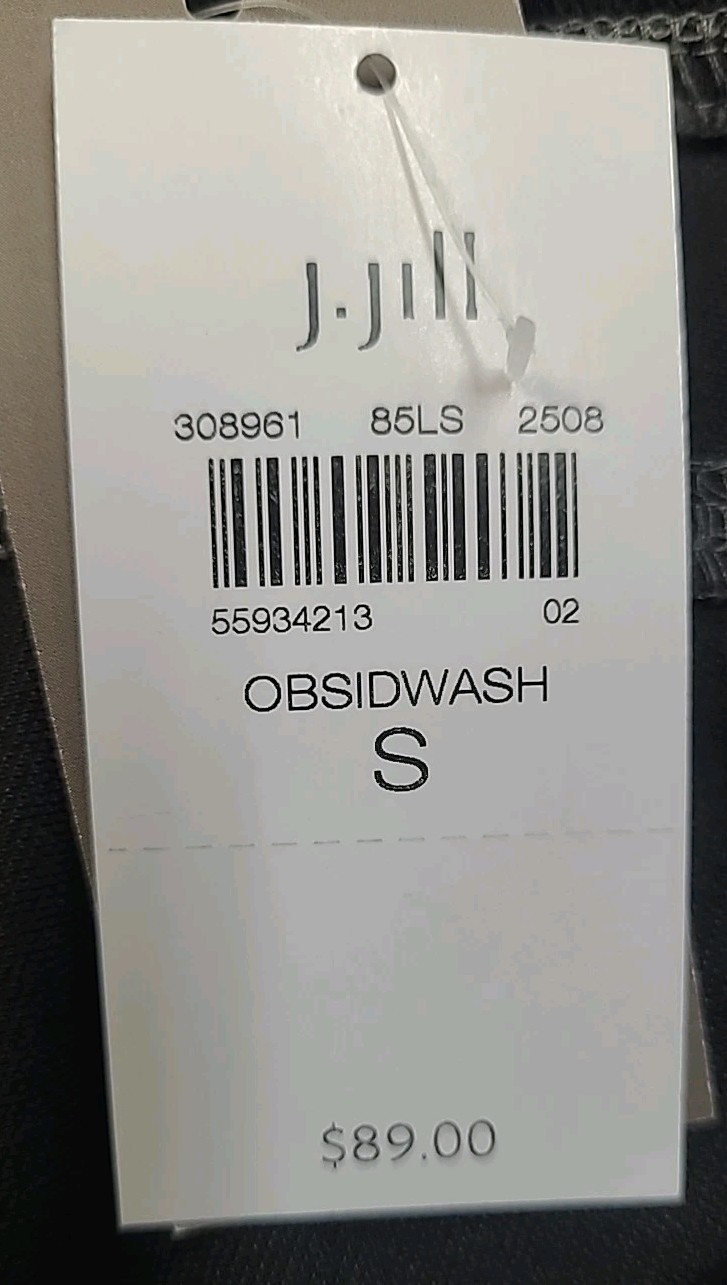 J.Jill
308961 85LS 2508
55934213 02
OBSIDWASH
S
$89.00